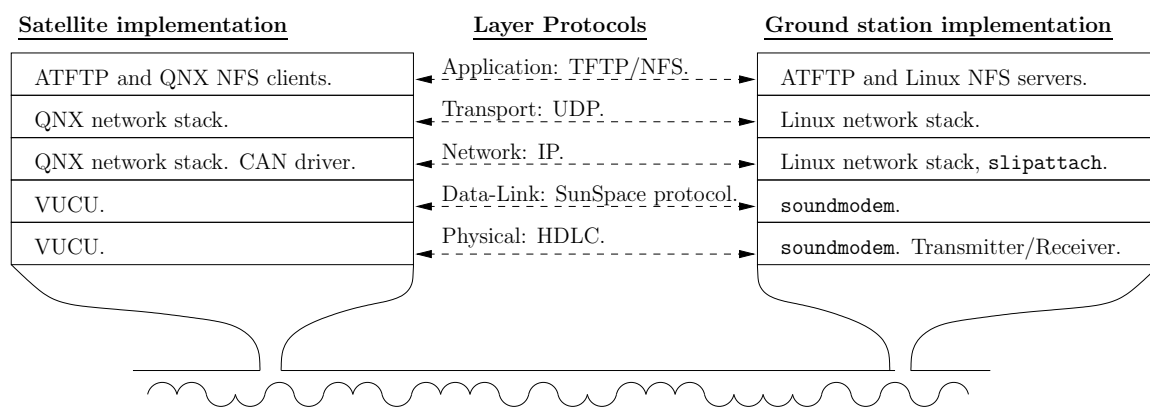 Satellite implementation Layer Protocols Ground station implementation
ATFTP and QNX NFS clients. Application: TFTP/NFS. ATFTP and Linux NFS servers.
QNX network stack. Transport: UDP. Linux network stack.
QNX network stack. CAN driver. Network: IP. Linux network stack, slipattach.
VUCU. Data-Link: SunSpace protocol. soundmodem.
VUCU. Physical: HDLC. soundmodem. Transmitter/Receiver.